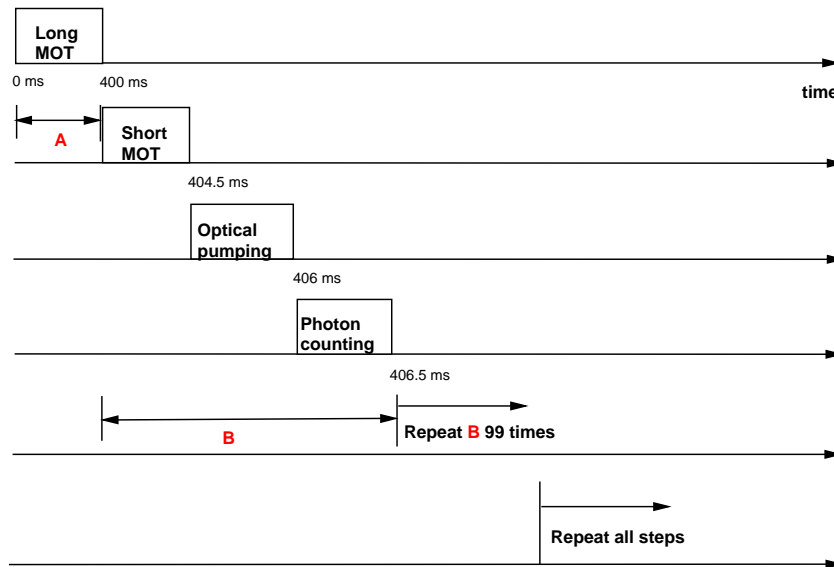 Long
MOT
0 ms
400 ms
time
A
Short
MOT
404.5 ms
Optical
pumping
406 ms
Photon
counting
406.5 ms
B
Repeat B 99 times
Repeat all steps